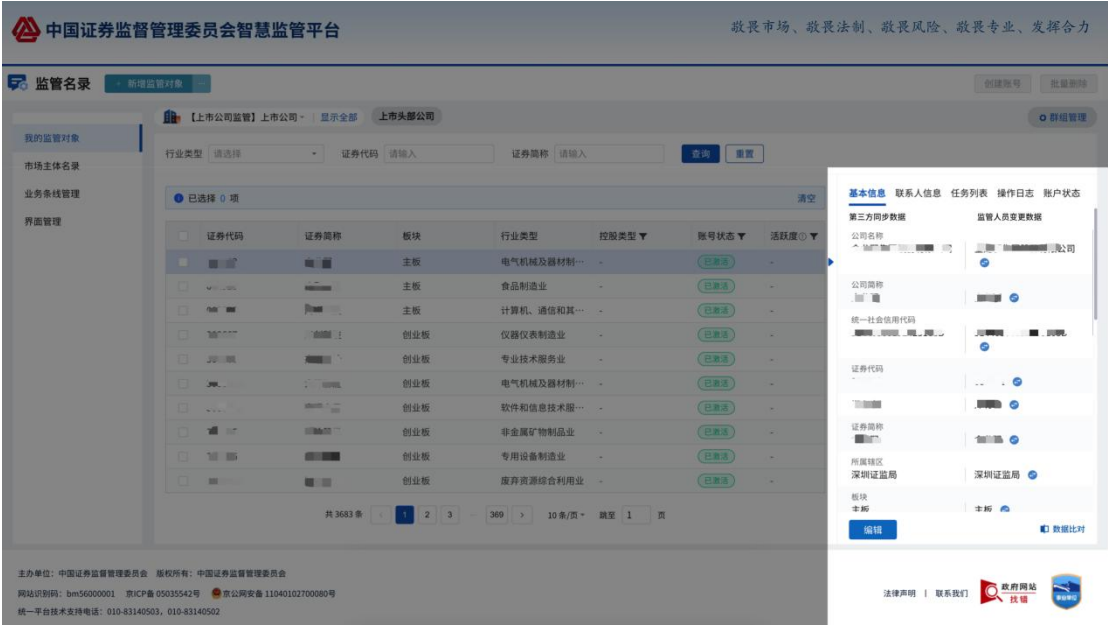 中国证券监督管理委员会智慧监管平台
敬畏市场、敬畏法制、敬畏风险、敬畏专业、发挥合力
监管名录 + 新增监管对象 ···
创建账号 批量删除
【上市公司监管】上市公司 显示全部 上市头部公司
群组管理
我的监管对象
市场主体名录
业务条线管理
界面管理
行业类型 请选择 证券代码 请输入 证券简称 请输入 查询 重置
已选择 0 项 清空
证券代码 证券简称 板块 行业类型 控股类型 账号状态 活跃度
主板 电气机械及器材制··· - 已激活 -
主板 食品制造业 - 已激活 -
主板 计算机、通信和其··· - 已激活 -
创业板 仪器仪表制造业 - 已激活 -
创业板 专业技术服务业 - 已激活 -
创业板 电气机械及器材制··· - 已激活 -
创业板 软件和信息技术服··· - 已激活 -
创业板 非金属矿物制品业 - 已激活 -
创业板 专用设备制造业 - 已激活 -
创业板 废弃资源综合利用业 - 已激活 -
共 3683 条 < 1 2 3 ··· 369 > 10 条/页 跳至 1 页
基本信息 联系人信息 任务列表 操作日志 账户状态
第三方同步数据 监管人员变更数据
公司名称
公司
公司简称
统一社会信用代码
证券代码
证券简称
所属辖区
深圳证监局 深圳证监局
板块
主板 主板
编辑 数据比对
主办单位：中国证券监督管理委员会 版权所有：中国证券监督管理委员会
网站识别码：bm56000001 京ICP备 05035542号 京公网安备 11040102700080号
统一平台技术支持电话：010-83140503，010-83140502
法律声明 | 联系我们
政府网站
找错
事业单位